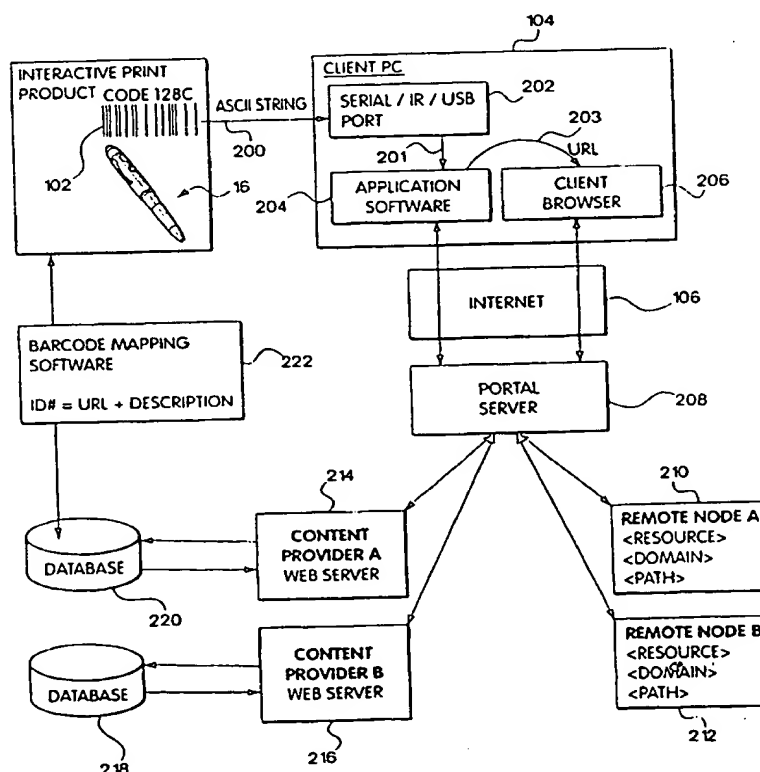 104
INTERACTIVE PRINT
PRODUCT
CODE 128C
102
16
ASCII STRING
200
CLIENT PC
SERIAL / IR / USB
PORT
202
203
201
URL
204
APPLICATION
SOFTWARE
CLIENT
BROWSER
206
INTERNET
106
BARCODE MAPPING
SOFTWARE
ID# = URL + DESCRIPTION
222
PORTAL
SERVER
208
214
CONTENT
PROVIDER A
WEB SERVER
210
REMOTE NODE A
<RESOURCE>
<DOMAIN>
<PATH>
DATABASE
220
CONTENT
PROVIDER B
WEB SERVER
216
REMOTE NODE B
<RESOURCE>
<DOMAIN>
<PATH>
212
DATABASE
218